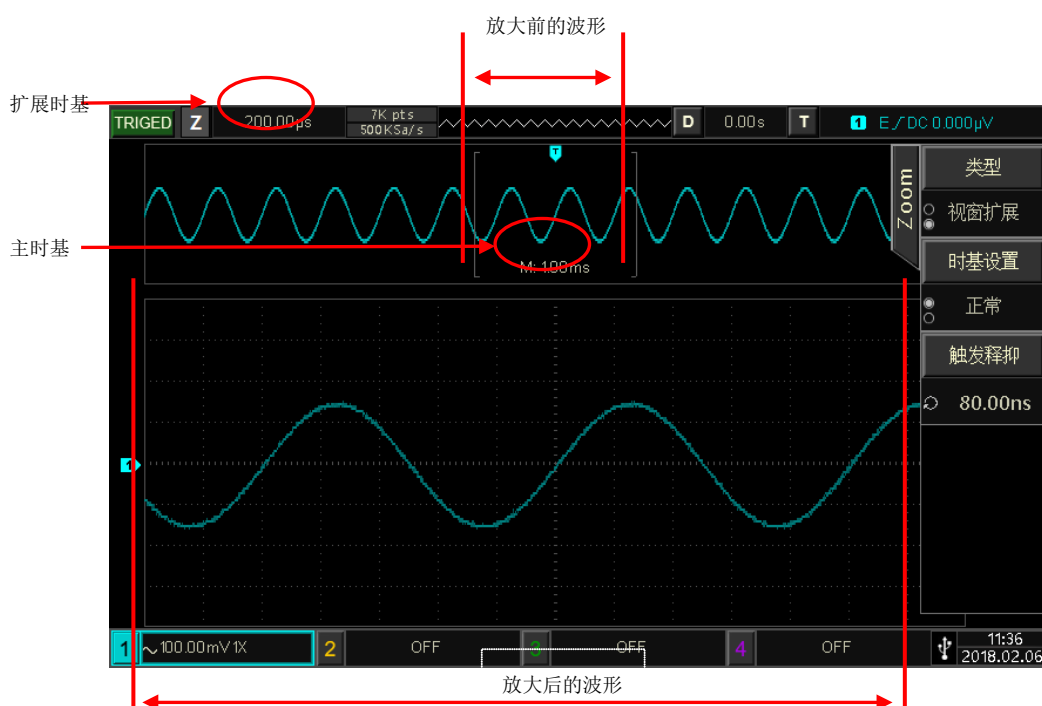 放大前的波形
扩展时基
TRIGED Z 200.00μs 7K pts D 0.00s T 1 E DC 0.000μV
500KSa/s
T
Zoom
类型
视窗扩展
主时基
M: 1.00ms
时基设置
正常
触发释抑
80.00ns
1
1 100.00mV 1X 2 OFF 3 OFF 4 OFF 11:36
2018.02.06
放大后的波形